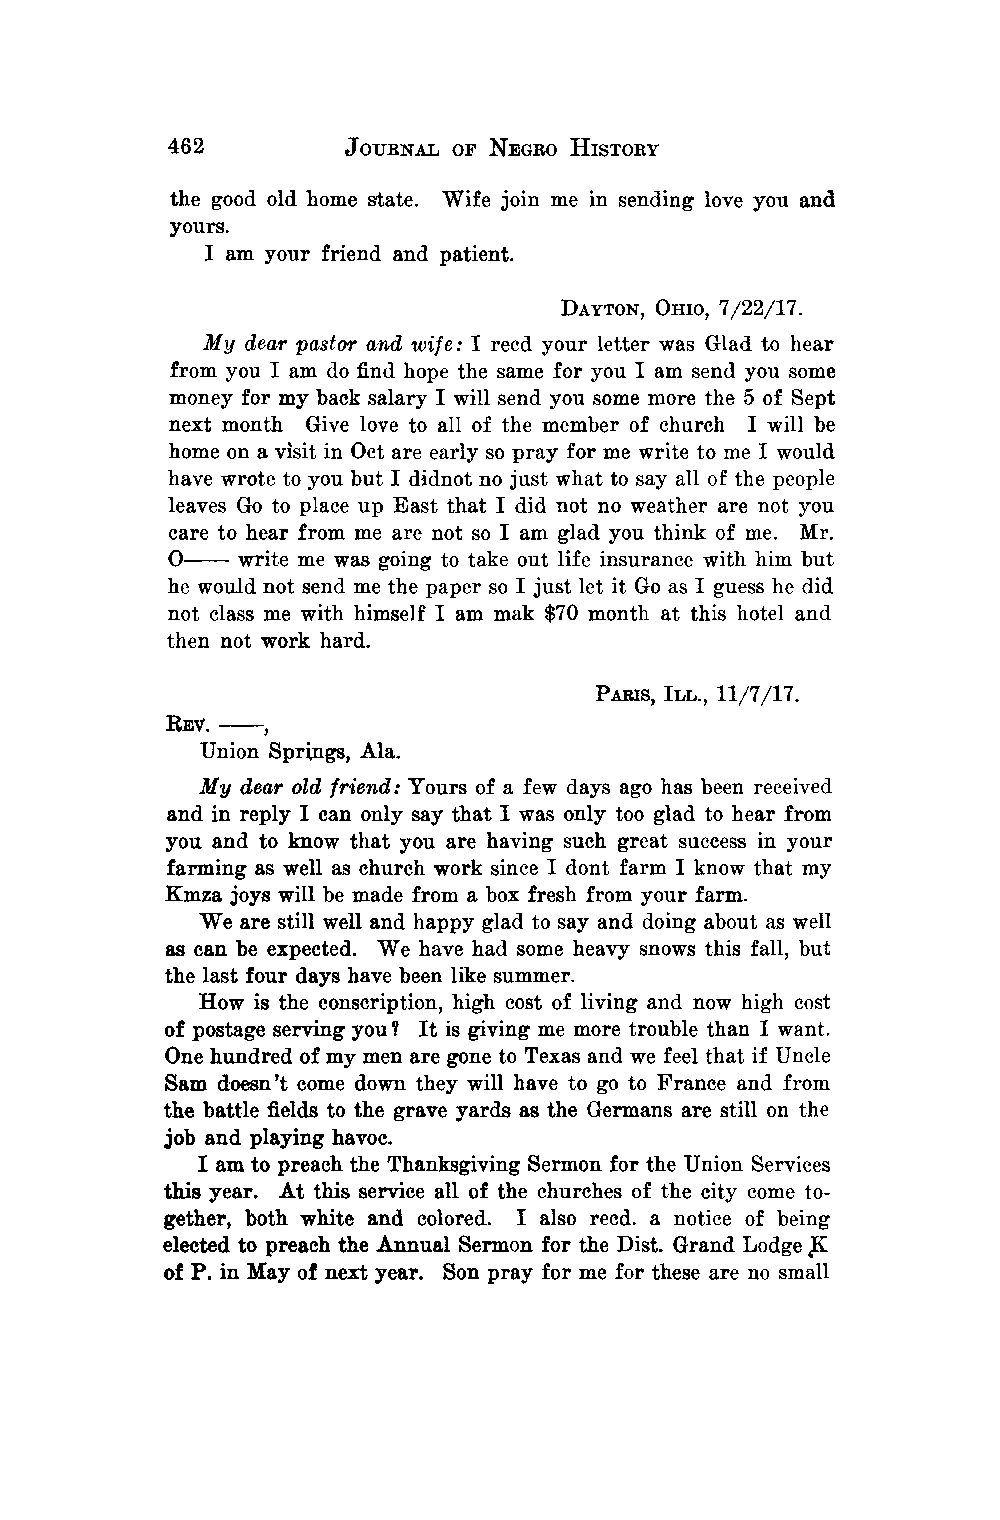 462 JOURNAL OF NEGRO HISTORY
the good old home state. Wife join me in sending love you and
yours.
I am your friend and patient.
DAYTON, OHIO, 7/22/17.
My dear pastor and wife: I recd your letter was Glad to hear
from you I am do find hope the same for you I am send you some
money for my back salary I will send you some more the 5 of Sept
next month Give love to all of the member of church I will be
home on a visit in Oct are early so pray for me write to me I would
have wrote to you but I didnot no just what to say all of the people
leaves Go to place up East that I did not no weather are not you
care to hear from me are not so I am glad you think of me. Mr.
O—— write me was going to take out life insurance with him but
he would not send me the paper so I just let it Go as I guess he did
not class me with himself I am mak $70 month at this hotel and
then not work hard.
PARIS, ILL., 11/7/17.
REV. ——,
Union Springs, Ala.
My dear old friend: Yours of a few days ago has been received
and in reply I can only say that I was only too glad to hear from
you and to know that you are having such great success in your
farming as well as church work since I dont farm I know that my
Kmza joys will be made from a box fresh from your farm.
We are still well and happy glad to say and doing about as well
as can be expected. We have had some heavy snows this fall, but
the last four days have been like summer.
How is the conscription, high cost of living and now high cost
of postage serving you? It is giving me more trouble than I want.
One hundred of my men are gone to Texas and we feel that if Uncle
Sam doesn't come down they will have to go to France and from
the battle fields to the grave yards as the Germans are still on the
job and playing havoc.
I am to preach the Thanksgiving Sermon for the Union Services
this year. At this service all of the churches of the city come to-
gether, both white and colored. I also recd. a notice of being
elected to preach the Annual Sermon for the Dist. Grand Lodge K
of P. in May of next year. Son pray for me for these are no small